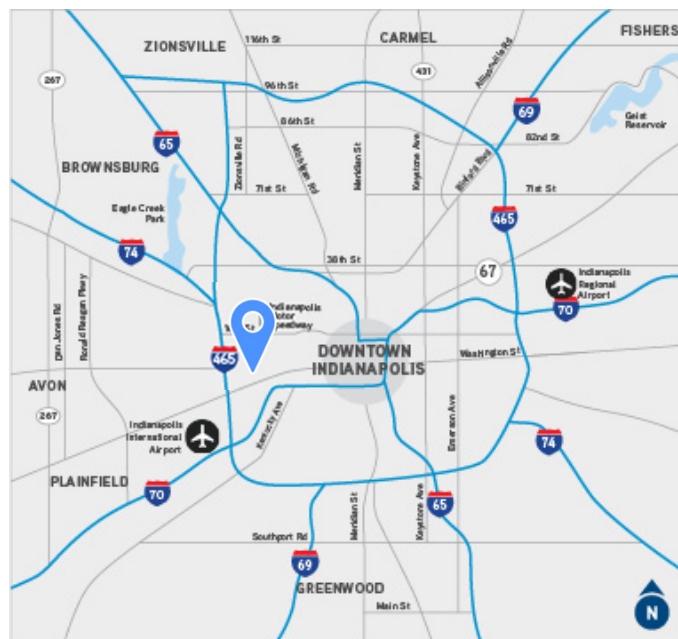 116th St
ZIONSVILLE
CARMEL
FISHERS
267
431
Allisonville Rd
96th St
69
86th St
82nd St
Geist
Reservoir
65
Zionsville Rd
Michigan Rd
Meridian St
Keystone Ave
Binford Blvd
BROWNSBURG
71st St
71st St
Eagle Creek
Park
465
74
38th St
67
Indianapolis
Regional
Airport
70
Dan Jones Rd
Ronald Reagan Pkwy
Indianapolis
Motor
Speedway
St
465
DOWNTOWN
INDIANAPOLIS
Washington St
AVON
267
Indianapolis
International
Airport
Kentucky Ave
Emerson Ave
74
PLAINFIELD
70
65
Meridian St
Keystone Ave
Southport Rd
69
GREENWOOD
Main St
N